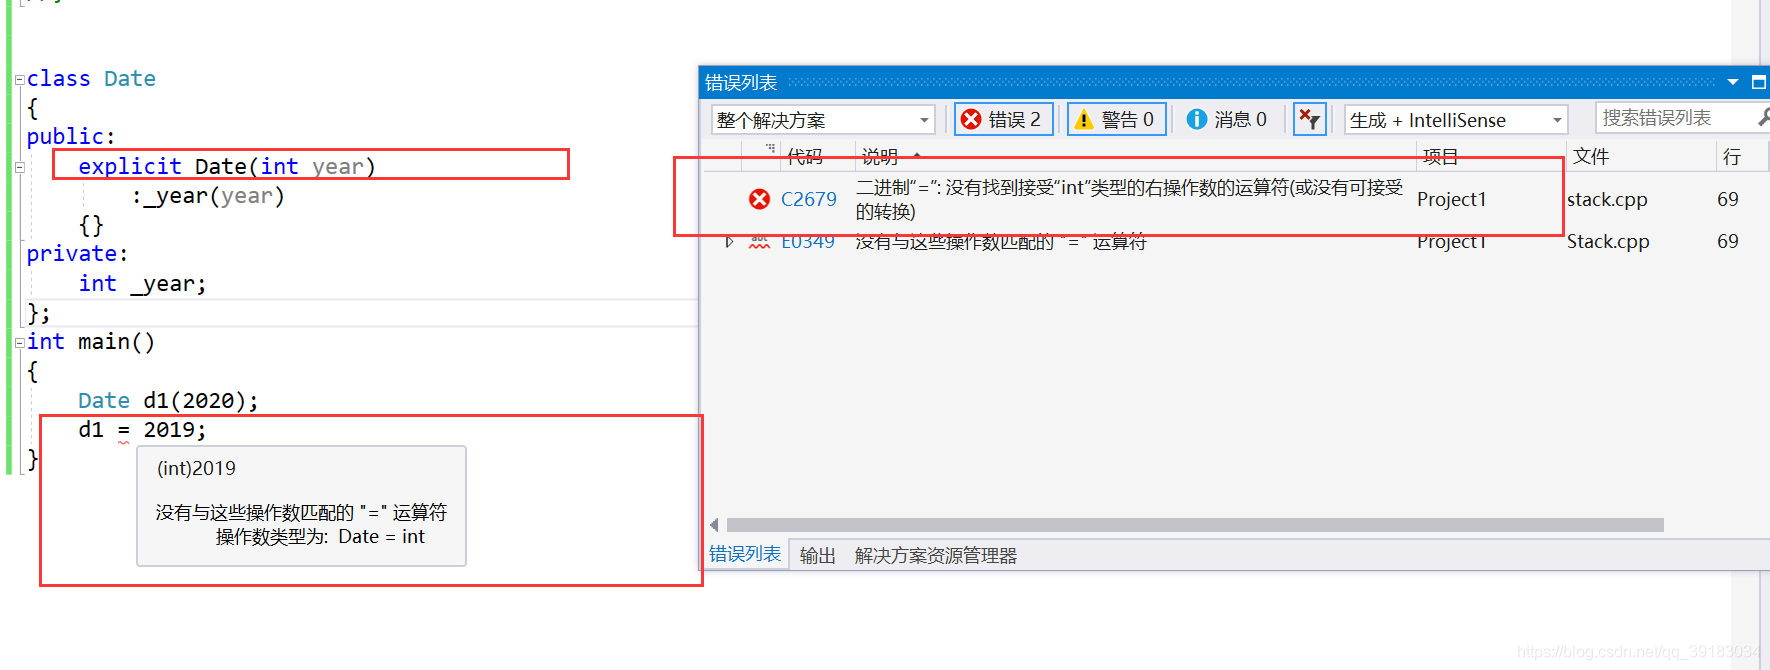 class Date
{
public:
explicit Date(int year)
:_year(year)
{}
private:
int _year;
};
int main()
{
Date d1(2020);
d1 = 2019;
}
(int)2019
没有与这些操作数匹配的 "=" 运算符
操作数类型为: Date = int
错误列表
整个解决方案
错误 2
警告 0
消息 0
生成 + IntelliSense
搜索错误列表
代码 说明 项目 文件 行
C2679 二进制“=”: 没有找到接受“int”类型的右操作数的运算符(或没有可接受的转换) Project1 stack.cpp 69
E0349 没有与这些操作数匹配的 "=" 运算符 Project1 Stack.cpp 69
错误列表 输出 解决方案资源管理器
https://blog.csdn.net/qq_39183034